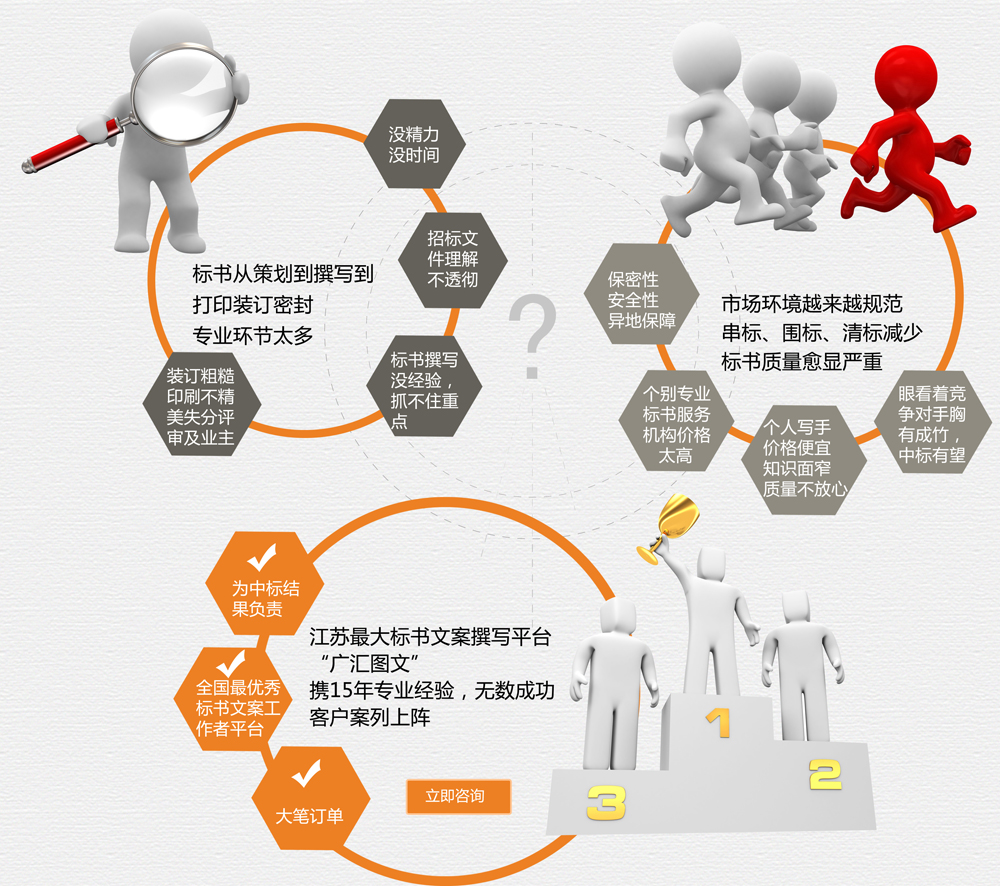 没精力
没时间
招标文
件理解
不透彻
标书从策划到撰写到
打印装订密封
专业环节太多
标书撰写
没经验，
抓不住重
点
装订粗糙
印刷不精
美失分评
审及业主
?
保密性
安全性
异地保障
市场环境越来越规范
串标、围标、清标减少
标书质量愈显严重
个别专业
标书服务
机构价格
太高
个人写手
价格便宜
知识面窄
质量不放心
眼看着竞
争对手胸
有成竹，
中标有望
为中标结
果负责
全国最优秀
标书文案工
作者平台
大笔订单
江苏最大标书文案撰写平台
“广汇图文”
携15年专业经验，无数成功
客户案列上阵
立即咨询
1
2
3